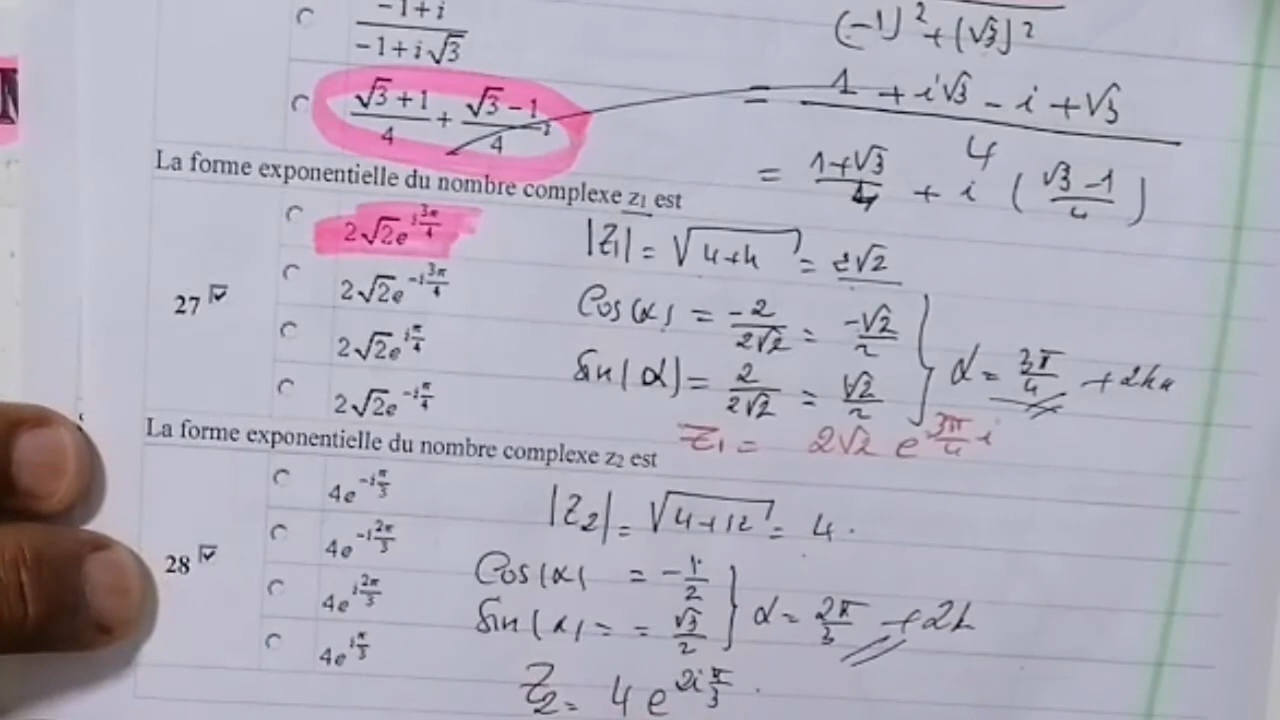 (-1+i)/(-1+i√3)
(-1)² + (√3)²
(√3+1)/4 + (√3-1)/4 i
= (1 + i√3 - i + √3)/4
= (1+√3)/4 + i ((√3-1)/4)
La forme exponentielle du nombre complexe z₁ est
27
2√2e^(i3π/4)
2√2e^(-i3π/4)
2√2e^(iπ/4)
2√2e^(-iπ/4)
|Z₁| = √(4+4) = 2√2
Cos(α) = -2/(2√2) = -√2/2
Sin(α) = 2/(2√2) = √2/2
α = 3π/4 + 2kπ
Z₁ = 2√2 e^(3π/4 i)
La forme exponentielle du nombre complexe z₂ est
28
4e^(-iπ/3)
4e^(-i2π/3)
4e^(i2π/3)
4e^(iπ/3)
|Z₂| = √(4+12) = 4.
Cos(α) = -1/2
Sin(α) = = √3/2
α = 2π/3 + 2k
Z₂ = 4 e^(2iπ/3).